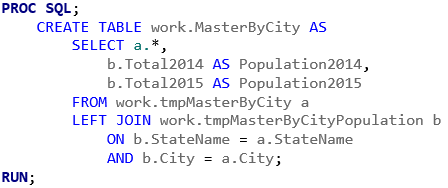 PROC SQL;
CREATE TABLE work.MasterByCity AS
SELECT a.*,
b.Total2014 AS Population2014,
b.Total2015 AS Population2015
FROM work.tmpMasterByCity a
LEFT JOIN work.tmpMasterByCityPopulation b
ON b.StateName = a.StateName
AND b.City = a.City;
RUN;